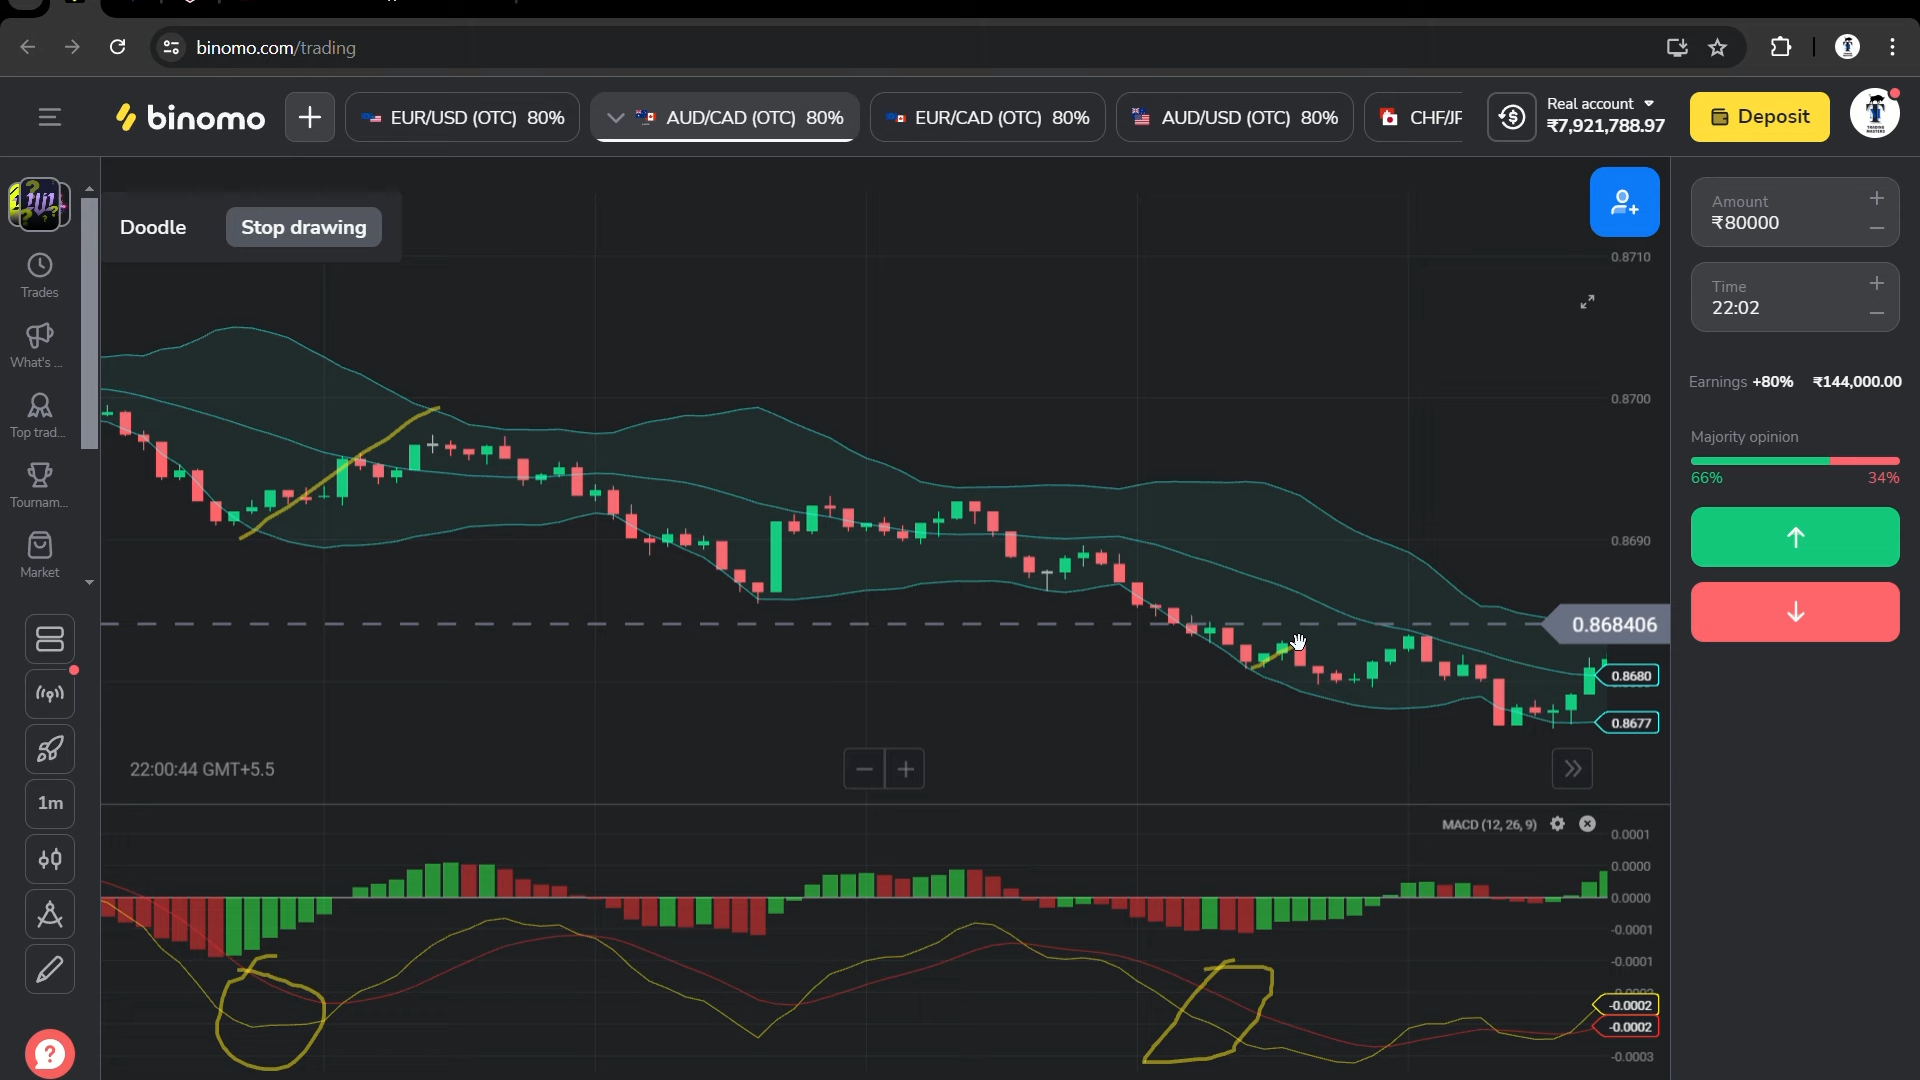 binomo.com/trading
binomo
EUR/USD (OTC) 80%
AUD/CAD (OTC) 80%
EUR/CAD (OTC) 80%
AUD/USD (OTC) 80%
Real account
₹7,921,788.97
Deposit
Doodle
Stop drawing
Trades
What's ...
Top trad...
Tournam...
Market
1m
0.8710
0.8700
0.8690
0.868406
0.8680
0.8677
22:00:44 GMT+5.5
MACD (12, 26, 9)
0.0001
0.0000
0.0000
-0.0001
-0.0001
-0.0002
-0.0002
-0.0003
Amount
₹80000
Time
22:02
Earnings +80% ₹144,000.00
Majority opinion
66% 34%